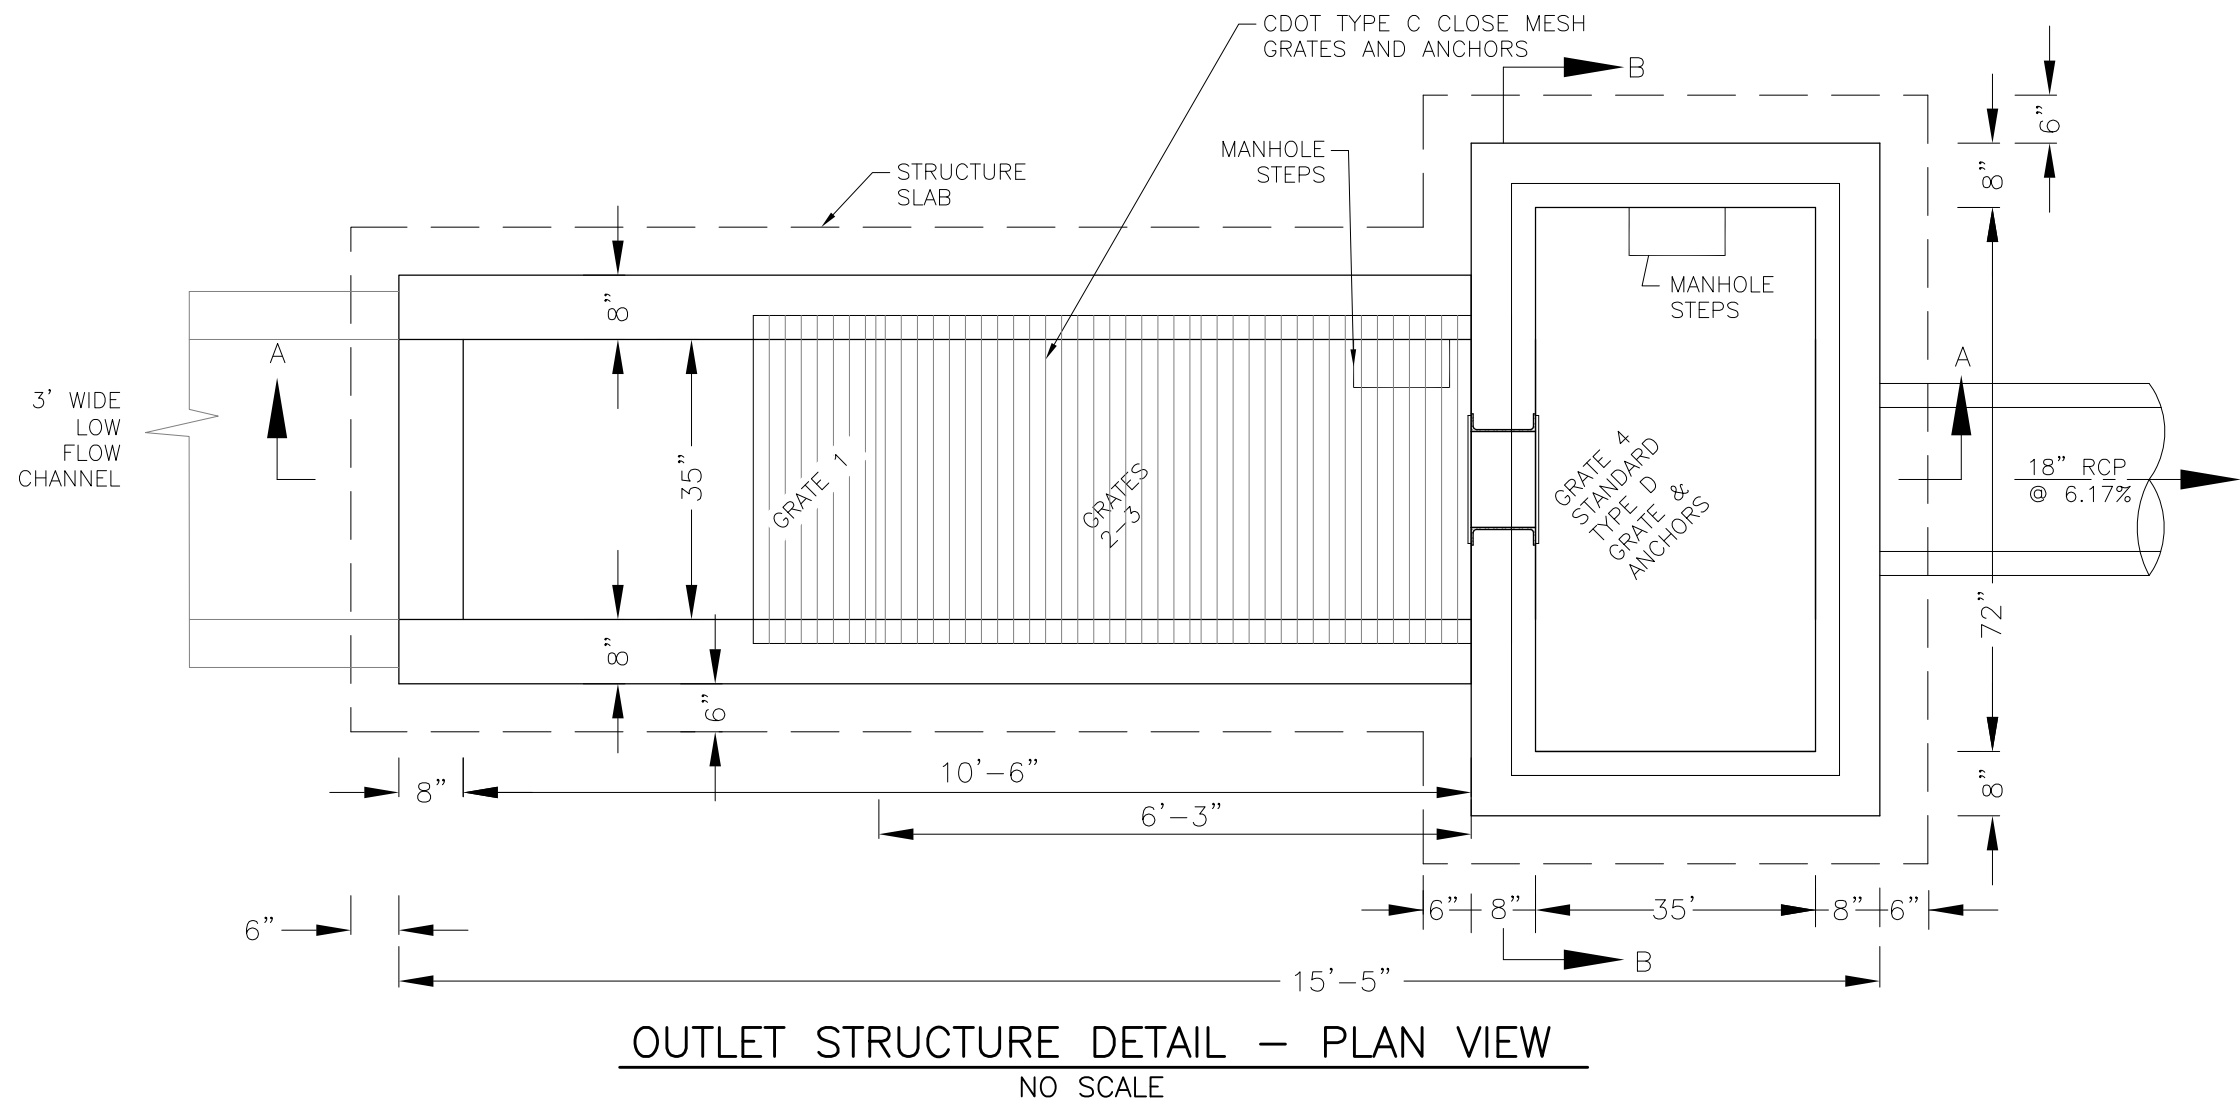 CDOT TYPE C CLOSE MESH
GRATES AND ANCHORS
B
6"
8"
MANHOLE
STEPS
STRUCTURE
SLAB
MANHOLE
STEPS
8"
A
A
3' WIDE
LOW
FLOW
CHANNEL
35"
GRATE 1
GRATES
2-3
GRATE 4
STANDARD
TYPE D
GRATE &
ANCHORS
18" RCP
@ 6.17%
72"
8"
6"
8"
10'-6"
8"
6'-3"
6"
6"
8"
35'
8"
6"
B
15'-5"
OUTLET STRUCTURE DETAIL - PLAN VIEW
NO SCALE